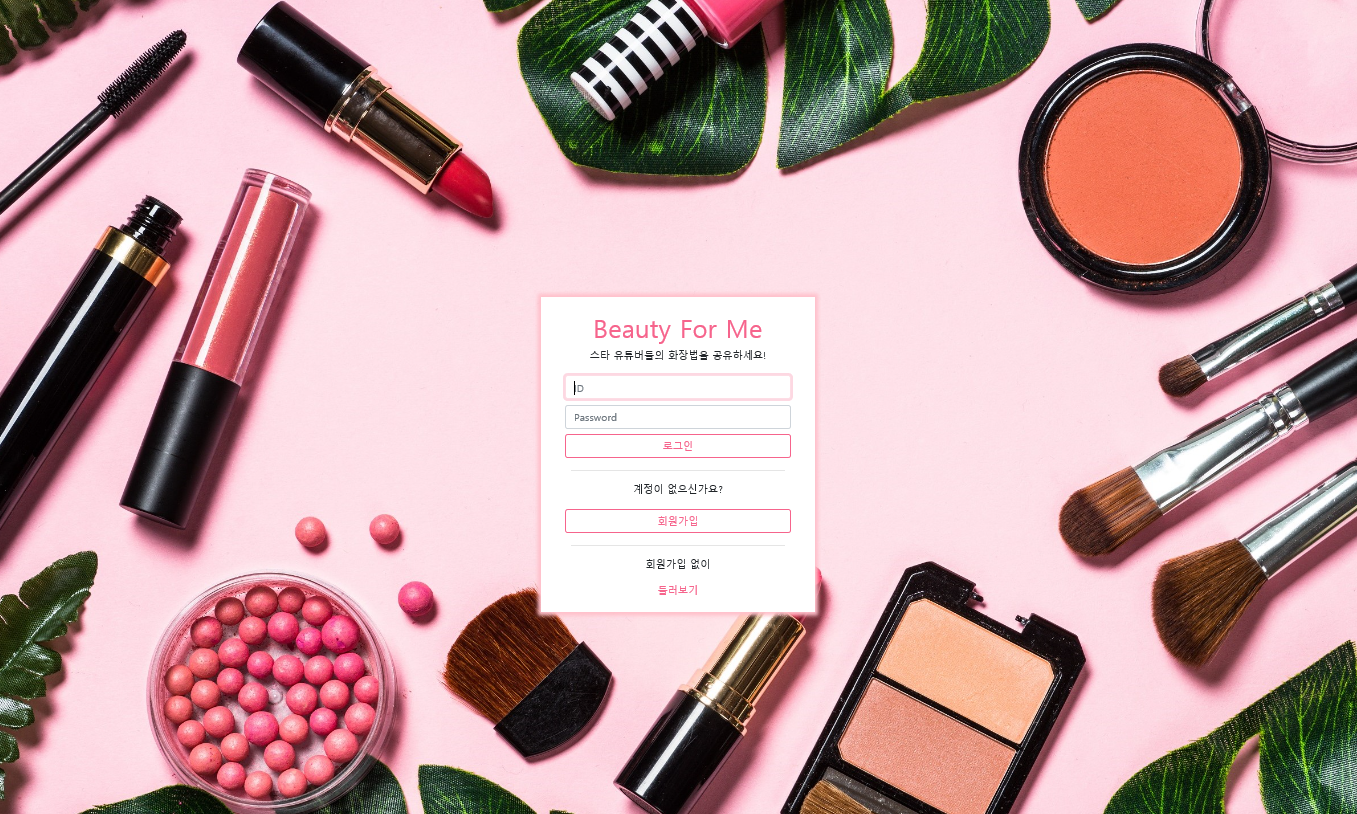 Beauty For Me
스타 유튜버들의 화장법을 공유하세요!
ID
Password
로그인
계정이 없으신가요?
회원가입
회원가입 없이
둘러보기